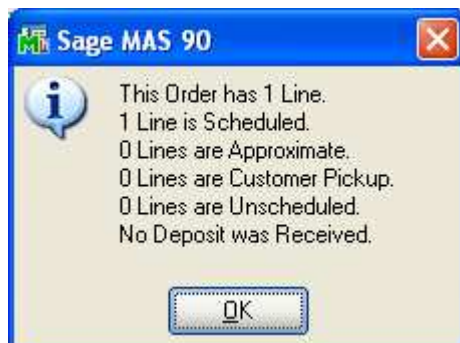 Sage MAS 90
This Order has 1 Line.
1 Line is Scheduled.
0 Lines are Approximate.
0 Lines are Customer Pickup.
0 Lines are Unscheduled.
No Deposit was Received.
OK